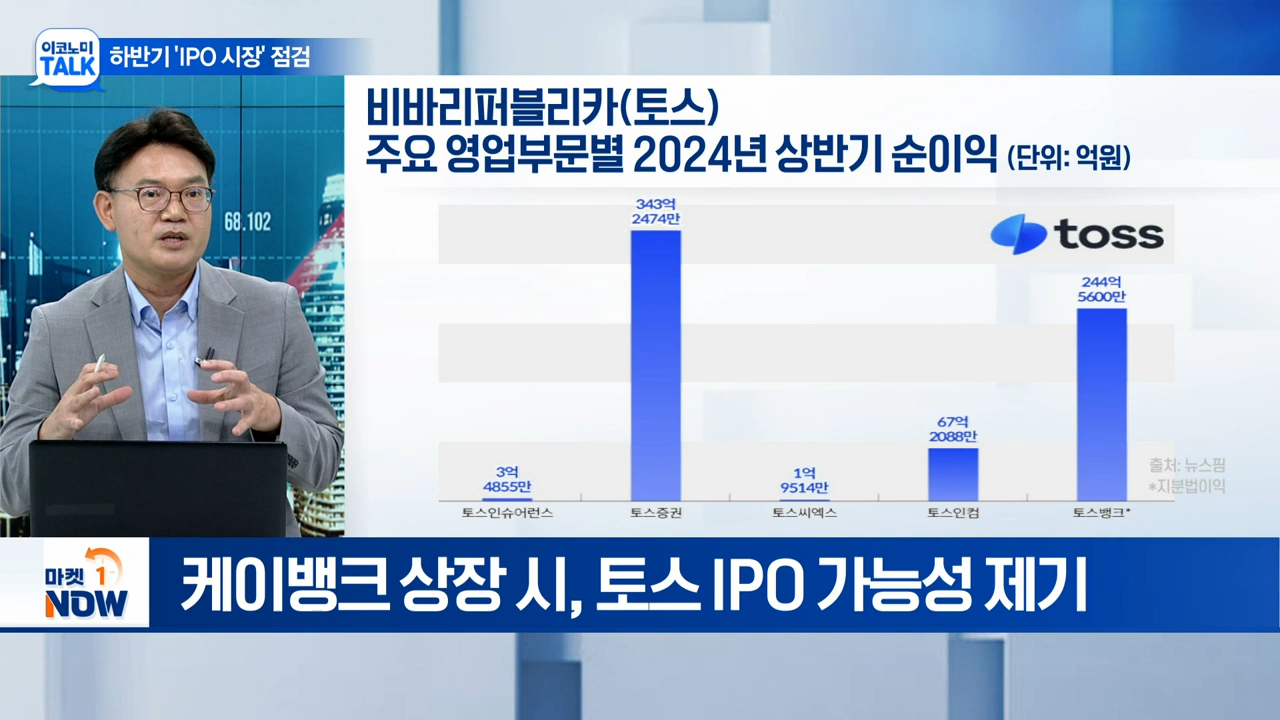 이코노미
TALK
하반기 'IPO 시장' 점검
68.102
비바리퍼블리카(토스)
주요 영업부문별 2024년 상반기 순이익 (단위: 억원)
toss
343억
2474만
244억
5600만
67억
2088만
3억
4855만
1억
9514만
출처: 뉴스핌
*지분법이익
토스인슈어런스
토스증권
토스씨엑스
토스인컴
토스뱅크*
마켓 1
NOW
케이뱅크 상장 시, 토스 IPO 가능성 제기